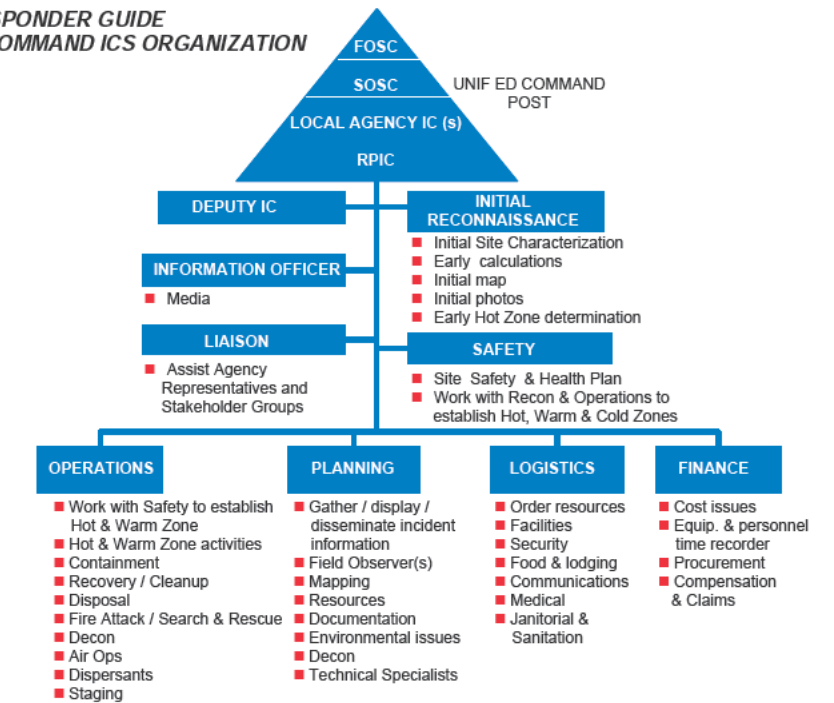 SPONDER GUIDE
OMMAND ICS ORGANIZATION
FOSC
SOSC
LOCAL AGENCY IC (s)
RPIC
UNIF ED COMMAND
POST
DEPUTY IC
INITIAL
RECONNAISSANCE
■ Initial Site Characterization
■ Early calculations
■ Initial map
■ Initial photos
■ Early Hot Zone determination
INFORMATION OFFICER
■ Media
LIAISON
■ Assist Agency
Representatives and
Stakeholder Groups
SAFETY
■ Site Safety & Health Plan
■ Work with Recon & Operations to
establish Hot, Warm & Cold Zones
OPERATIONS
■ Work with Safety to establish
Hot & Warm Zone
■ Hot & Warm Zone activities
■ Containment
■ Recovery / Cleanup
■ Disposal
■ Fire Attack / Search & Rescue
■ Decon
■ Air Ops
■ Dispersants
■ Staging
PLANNING
■ Gather / display /
disseminate incident
information
■ Field Observer(s)
■ Mapping
■ Resources
■ Documentation
■ Environmental issues
■ Decon
■ Technical Specialists
LOGISTICS
■ Order resources
■ Facilities
■ Security
■ Food & lodging
■ Communications
■ Medical
■ Janitorial &
Sanitation
FINANCE
■ Cost issues
■ Equip. & personnel
time recorder
■ Procurement
■ Compensation
& Claims